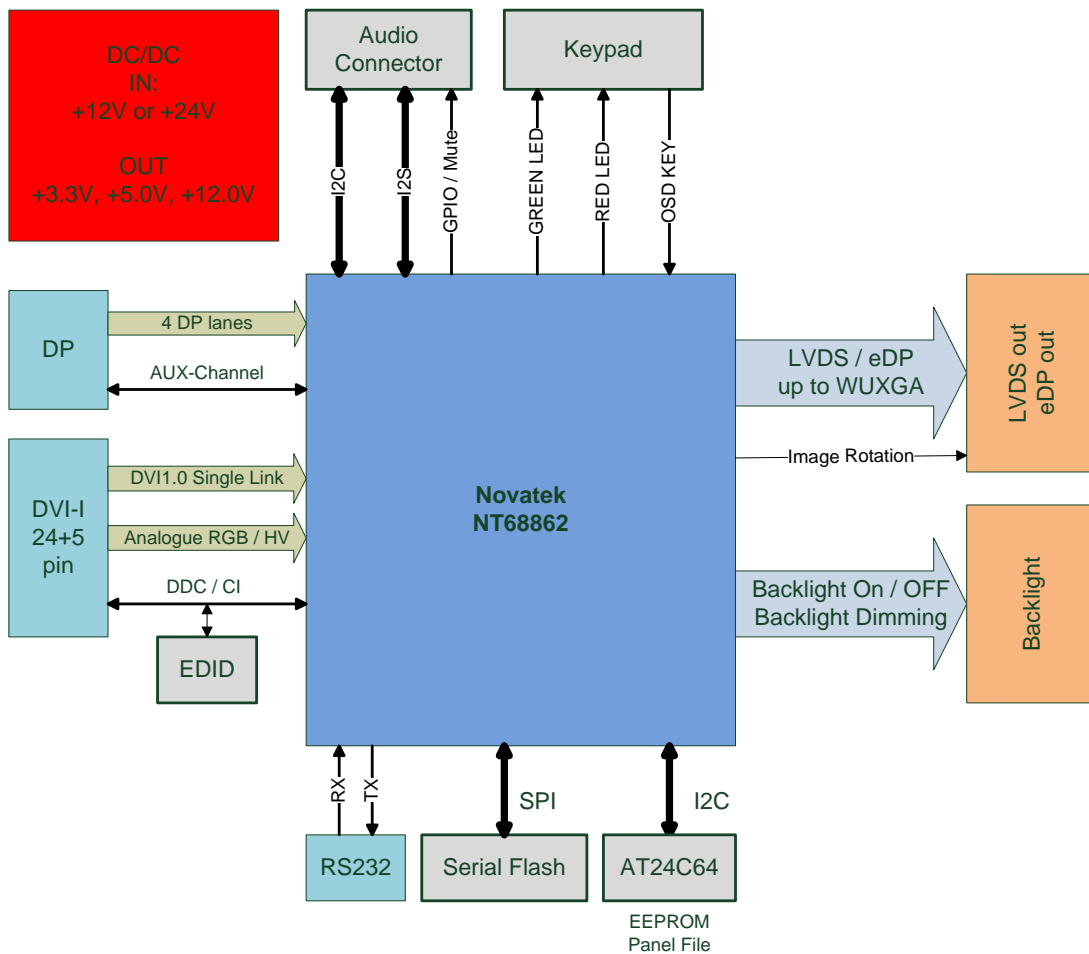 DC/DC
IN:
+12V or +24V
OUT
+3.3V, +5.0V, +12.0V
Audio
Connector
Keypad
I2C
I2S
GPIO / Mute
GREEN LED
RED LED
OSD KEY
DP
4 DP lanes
AUX-Channel
DVI-I
24+5
pin
DVI1.0 Single Link
Analogue RGB / HV
DDC / CI
EDID
Novatek
NT68862
LVDS / eDP
up to WUXGA
Image Rotation
LVDS out
eDP out
Backlight On / OFF
Backlight Dimming
Backlight
RX
TX
SPI
I2C
RS232
Serial Flash
AT24C64
EEPROM
Panel File